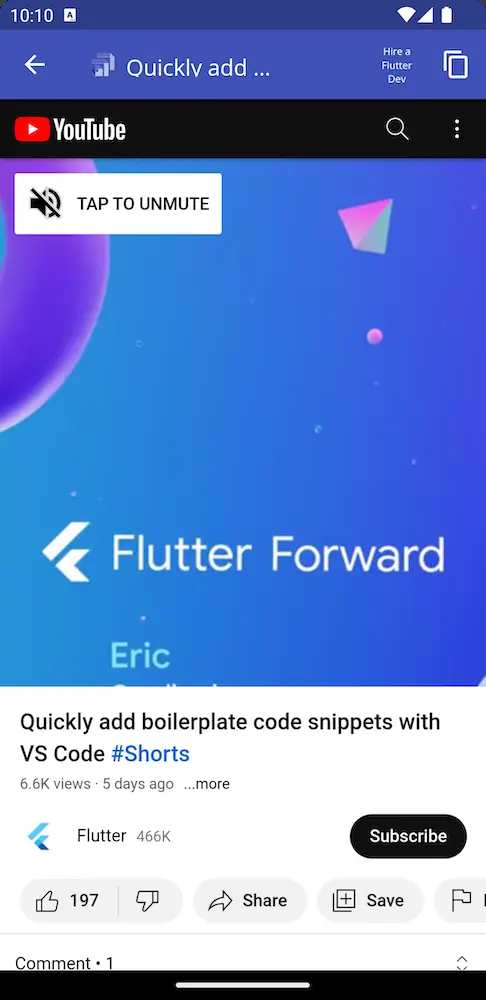 10:10 A
Quickly add ...
Hire a
Flutter
Dev
YouTube
TAP TO UNMUTE
Flutter Forward
Eric
Quickly add boilerplate code snippets with
VS Code #Shorts
6.6K views · 5 days ago ...more
Flutter 466K
Subscribe
197
Share
Save
Comment • 1